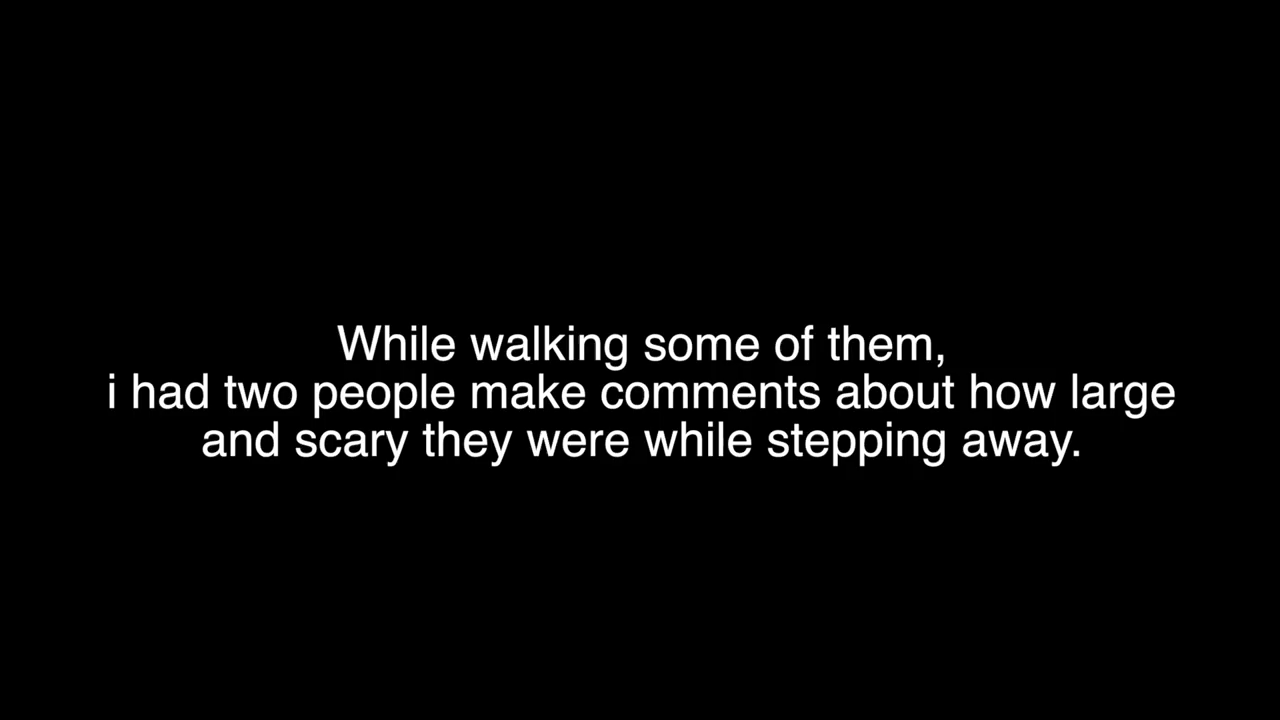 While walking some of them,
i had two people make comments about how large
and scary they were while stepping away.